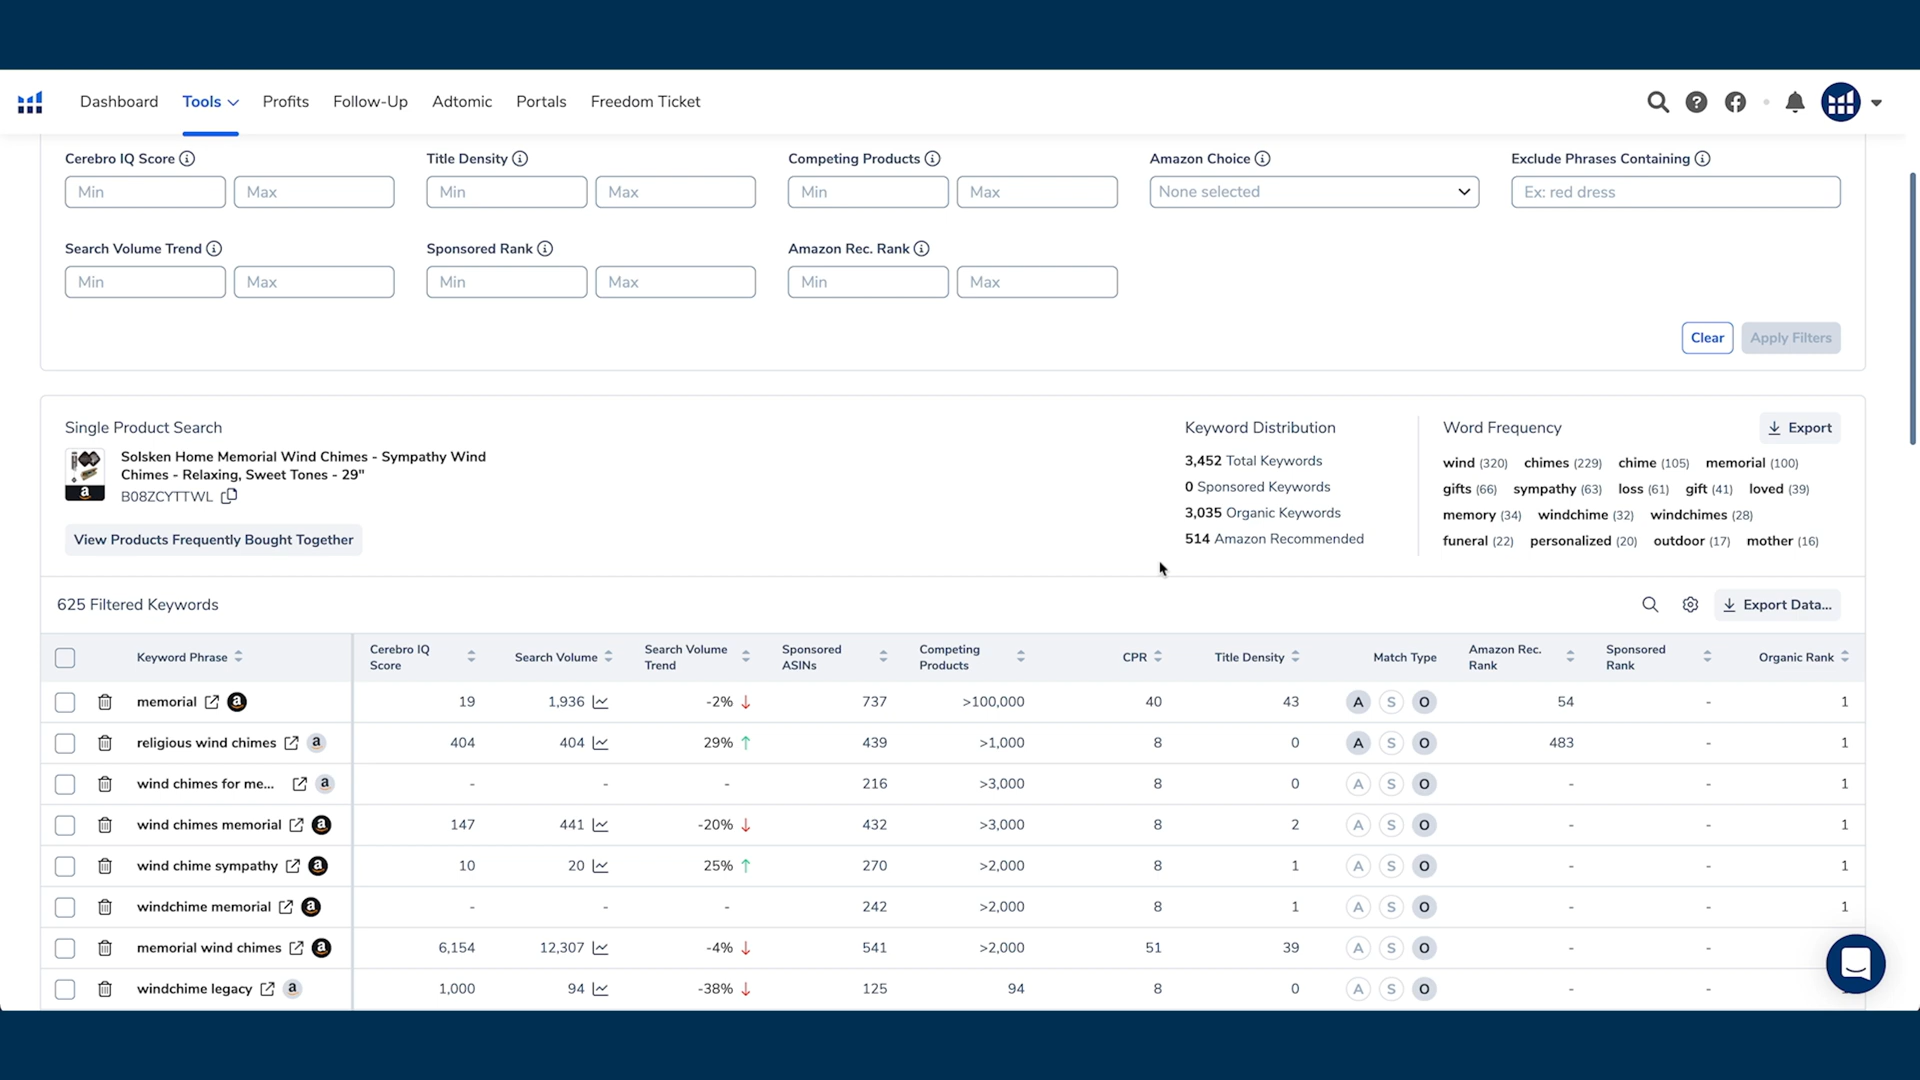 Dashboard Tools Profits Follow-Up Adtomic Portals Freedom Ticket
Cerebro IQ Score Title Density Competing Products Amazon Choice Exclude Phrases Containing
Min Max Min Max Min Max None selected Ex: red dress
Search Volume Trend Sponsored Rank Amazon Rec. Rank
Min Max Min Max Min Max
Clear Apply Filters
Single Product Search
Solsken Home Memorial Wind Chimes - Sympathy Wind
Chimes - Relaxing, Sweet Tones - 29"
B08ZCYTTWL
View Products Frequently Bought Together
Keyword Distribution
3,452 Total Keywords
0 Sponsored Keywords
3,035 Organic Keywords
514 Amazon Recommended
Word Frequency Export
wind (320) chimes (229) chime (105) memorial (100)
gifts (66) sympathy (63) loss (61) gift (41) loved (39)
memory (34) windchime (32) windchimes (28)
funeral (22) personalized (20) outdoor (17) mother (16)
625 Filtered Keywords Export Data...
Keyword Phrase Cerebro IQ Score Search Volume Search Volume Trend Sponsored ASINs Competing Products CPR Title Density Match Type Amazon Rec. Rank Sponsored Rank Organic Rank
memorial a 19 1,936 -2% 737 >100,000 40 43 A S O 54 - 1
religious wind chimes a 404 404 29% 439 >1,000 8 0 A S O 483 - 1
wind chimes for me... a - - - 216 >3,000 8 0 A S O - - 1
wind chimes memorial a 147 441 -20% 432 >3,000 8 2 A S O - - 1
wind chime sympathy a 10 20 25% 270 >2,000 8 1 A S O - - 1
windchime memorial a - - - 242 >2,000 8 1 A S O - - 1
memorial wind chimes a 6,154 12,307 -4% 541 >2,000 51 39 A S O - -
windchime legacy a 1,000 94 -38% 125 94 8 0 A S O - -